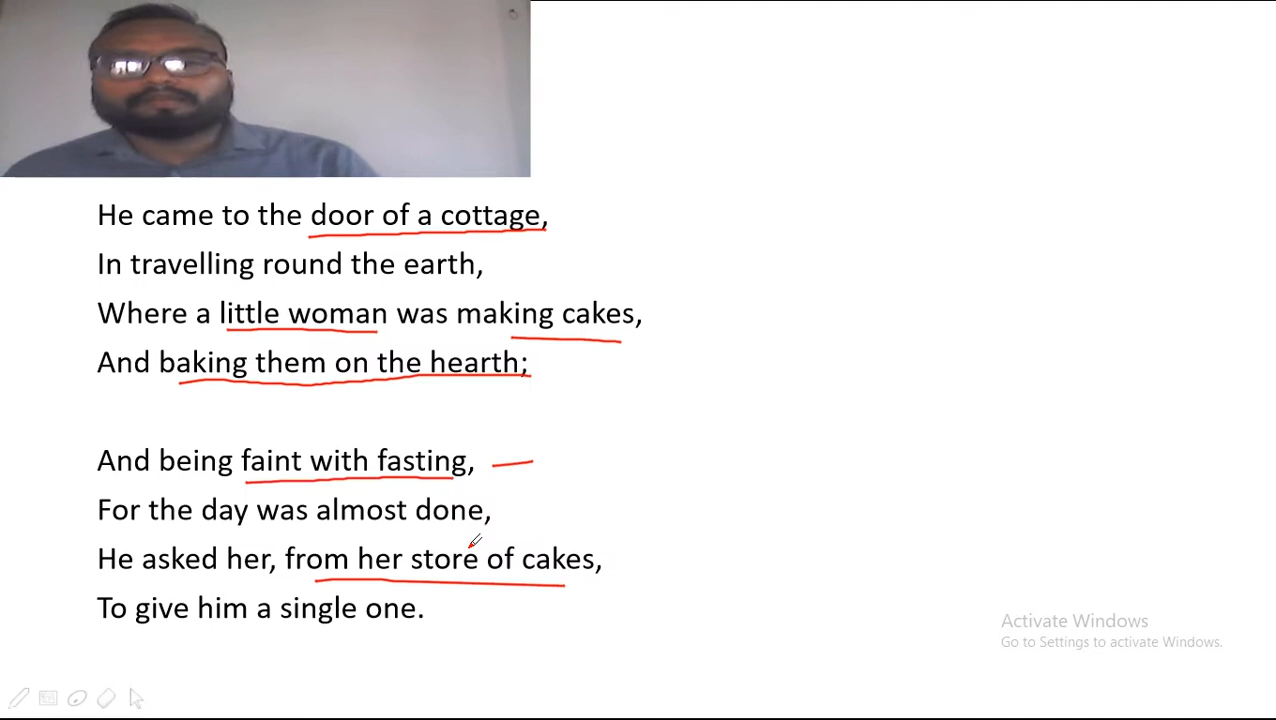 He came to the door of a cottage,
In travelling round the earth,
Where a little woman was making cakes,
And baking them on the hearth;
And being faint with fasting,
For the day was almost done,
He asked her, from her store of cakes,
To give him a single one.
Activate Windows
Go to Settings to activate Windows.